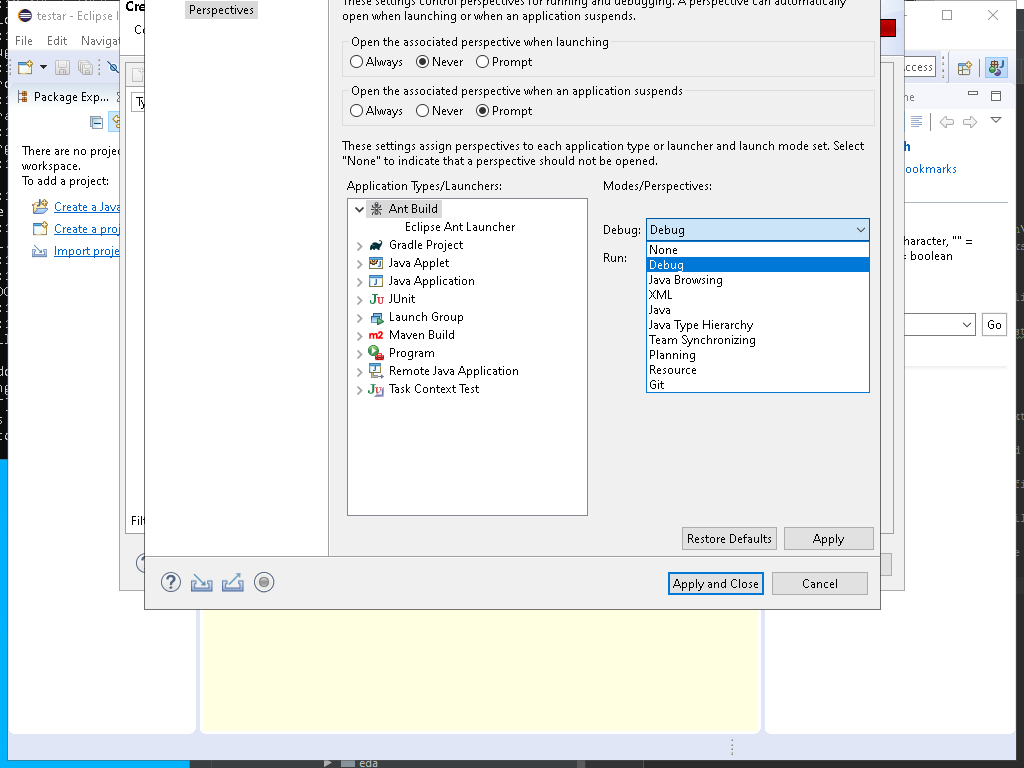 testar - Eclipse
Cre
File Edit Navigat
Package Exp...
There are no proje
workspace.
To add a project:
Create a Java
Create a proj
Import proje
Ty
Filt
Perspectives
These settings control perspectives for running and debugging. A perspective can automatically
open when launching or when an application suspends.
Open the associated perspective when launching
Always Never Prompt
Open the associated perspective when an application suspends
Always Never Prompt
These settings assign perspectives to each application type or launcher and launch mode set. Select
"None" to indicate that a perspective should not be opened.
Application Types/Launchers:
Ant Build
Eclipse Ant Launcher
Gradle Project
Java Applet
Java Application
JUnit
Launch Group
Maven Build
Program
Remote Java Application
Task Context Test
Modes/Perspectives:
Debug: Debug
Run:
None
Debug
Java Browsing
XML
Java
Java Type Hierarchy
Team Synchronizing
Planning
Resource
Git
Restore Defaults Apply
Apply and Close Cancel
ccess
ne
h
ookmarks
haracter, "" =
= boolean
Go
eda